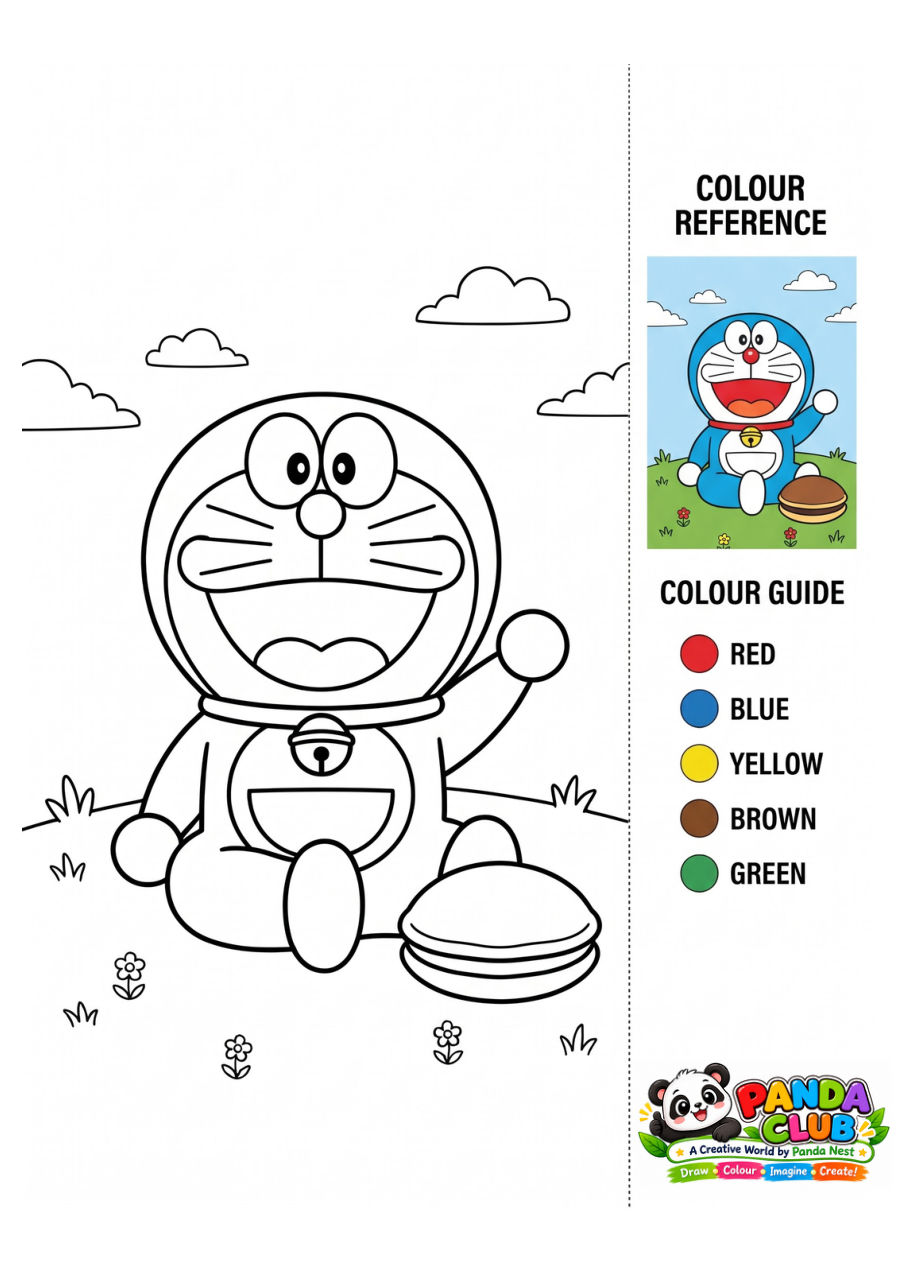 COLOUR
REFERENCE
COLOUR GUIDE
RED
BLUE
YELLOW
BROWN
GREEN
PANDA
CLUB
A Creative World by Panda Nest
Draw Colour Imagine Create!